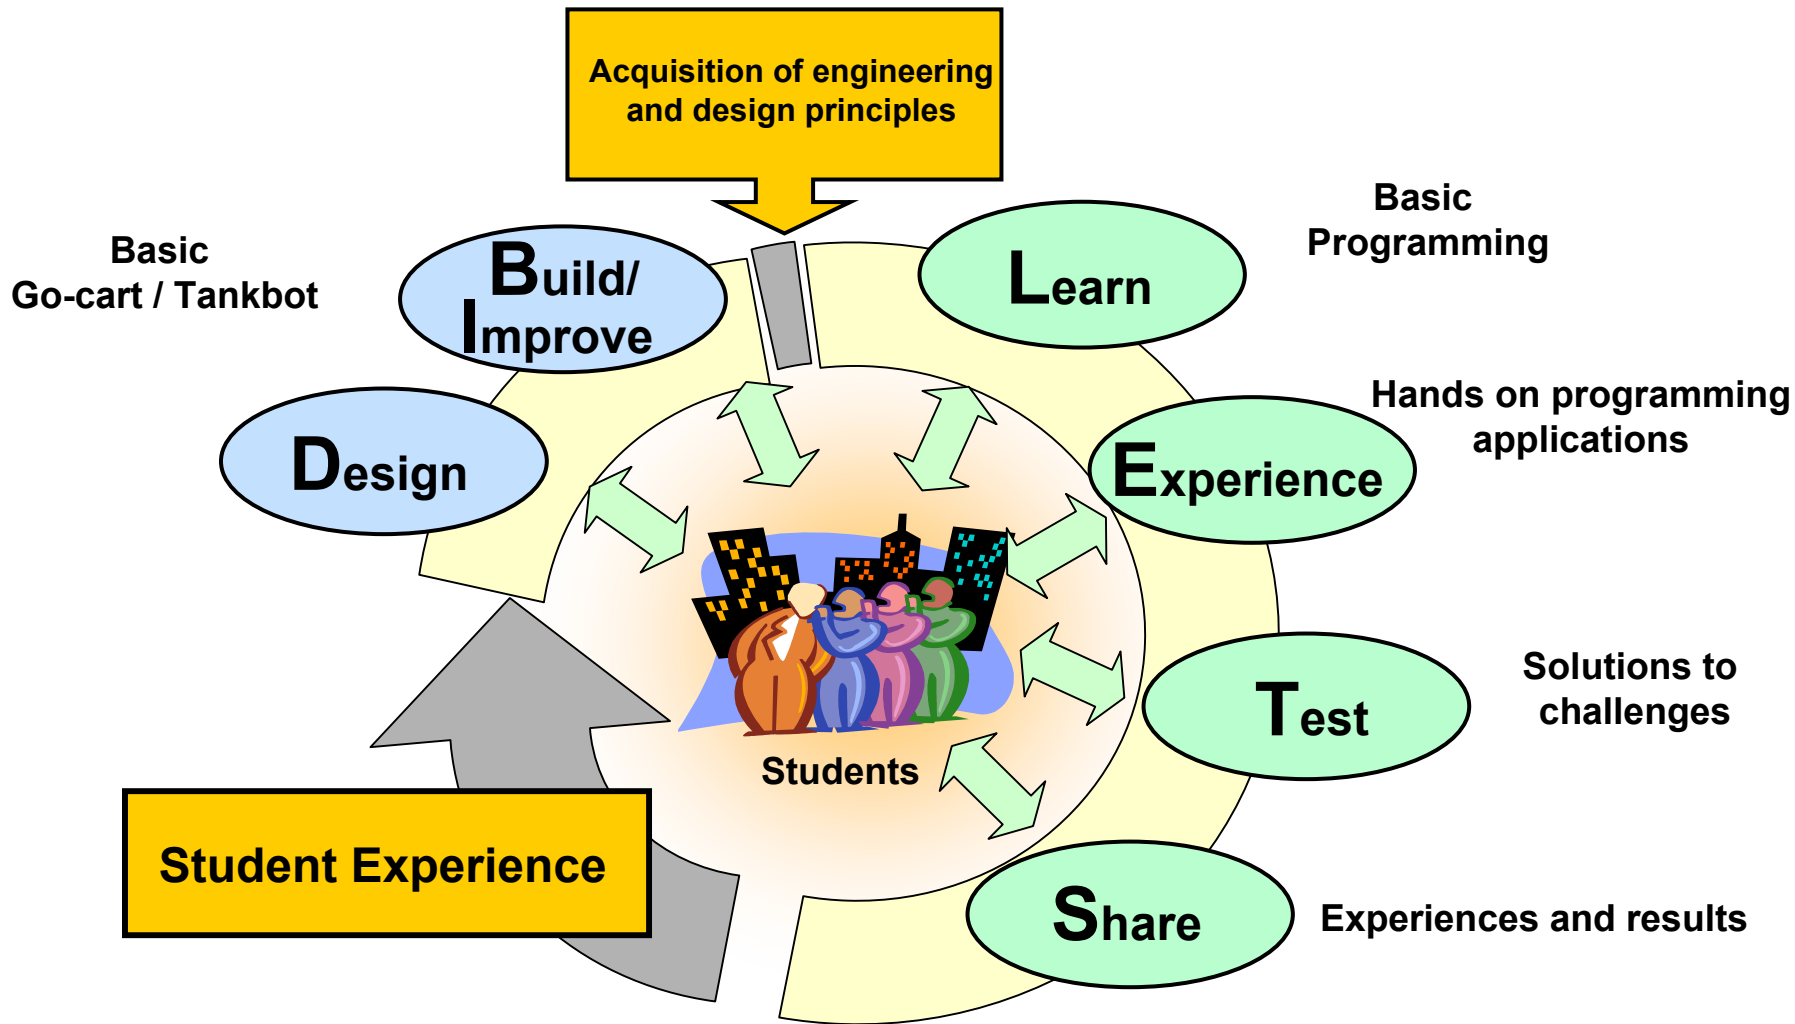 Acquisition of engineering
and design principles
Basic
Go-cart / Tankbot
Build/
Improve
Design
Learn
Basic
Programming
Experience
Hands on programming
applications
Test
Solutions to
challenges
Share
Experiences and results
Students
Student Experience